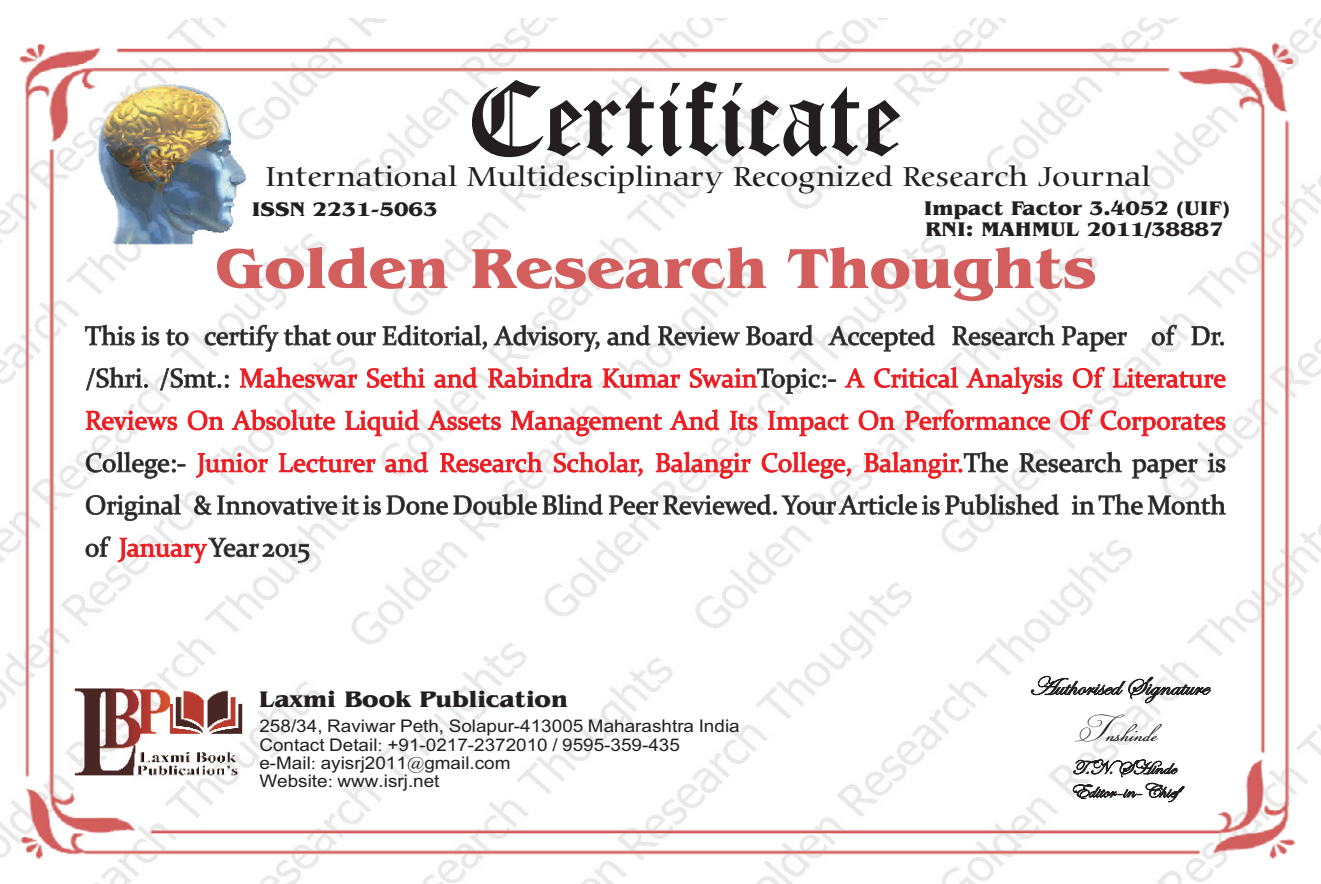 Certificate
International Multidesciplinary Recognized Research Journal
ISSN 2231-5063
Impact Factor 3.4052 (UIF)
RNI: MAHMUL 2011/38887
Golden Research Thoughts
This is to certify that our Editorial, Advisory, and Review Board Accepted Research Paper of Dr.
/Shri. /Smt.: Maheswar Sethi and Rabindra Kumar SwainTopic:- A Critical Analysis Of Literature
Reviews On Absolute Liquid Assets Management And Its Impact On Performance Of Corporates
College:- Junior Lecturer and Research Scholar, Balangir College, Balangir.The Research paper is
Original & Innovative it is Done Double Blind Peer Reviewed. Your Article is Published in The Month
of January Year 2015
LBP
Laxmi Book
Publication's
Laxmi Book Publication
258/34, Raviwar Peth, Solapur-413005 Maharashtra India
Contact Detail: +91-0217-2372010 / 9595-359-435
e-Mail: ayisrj2011@gmail.com
Website: www.isrj.net
Authorised Signature
Tnshinde
T.N. SHinde
Editor-in-Chief